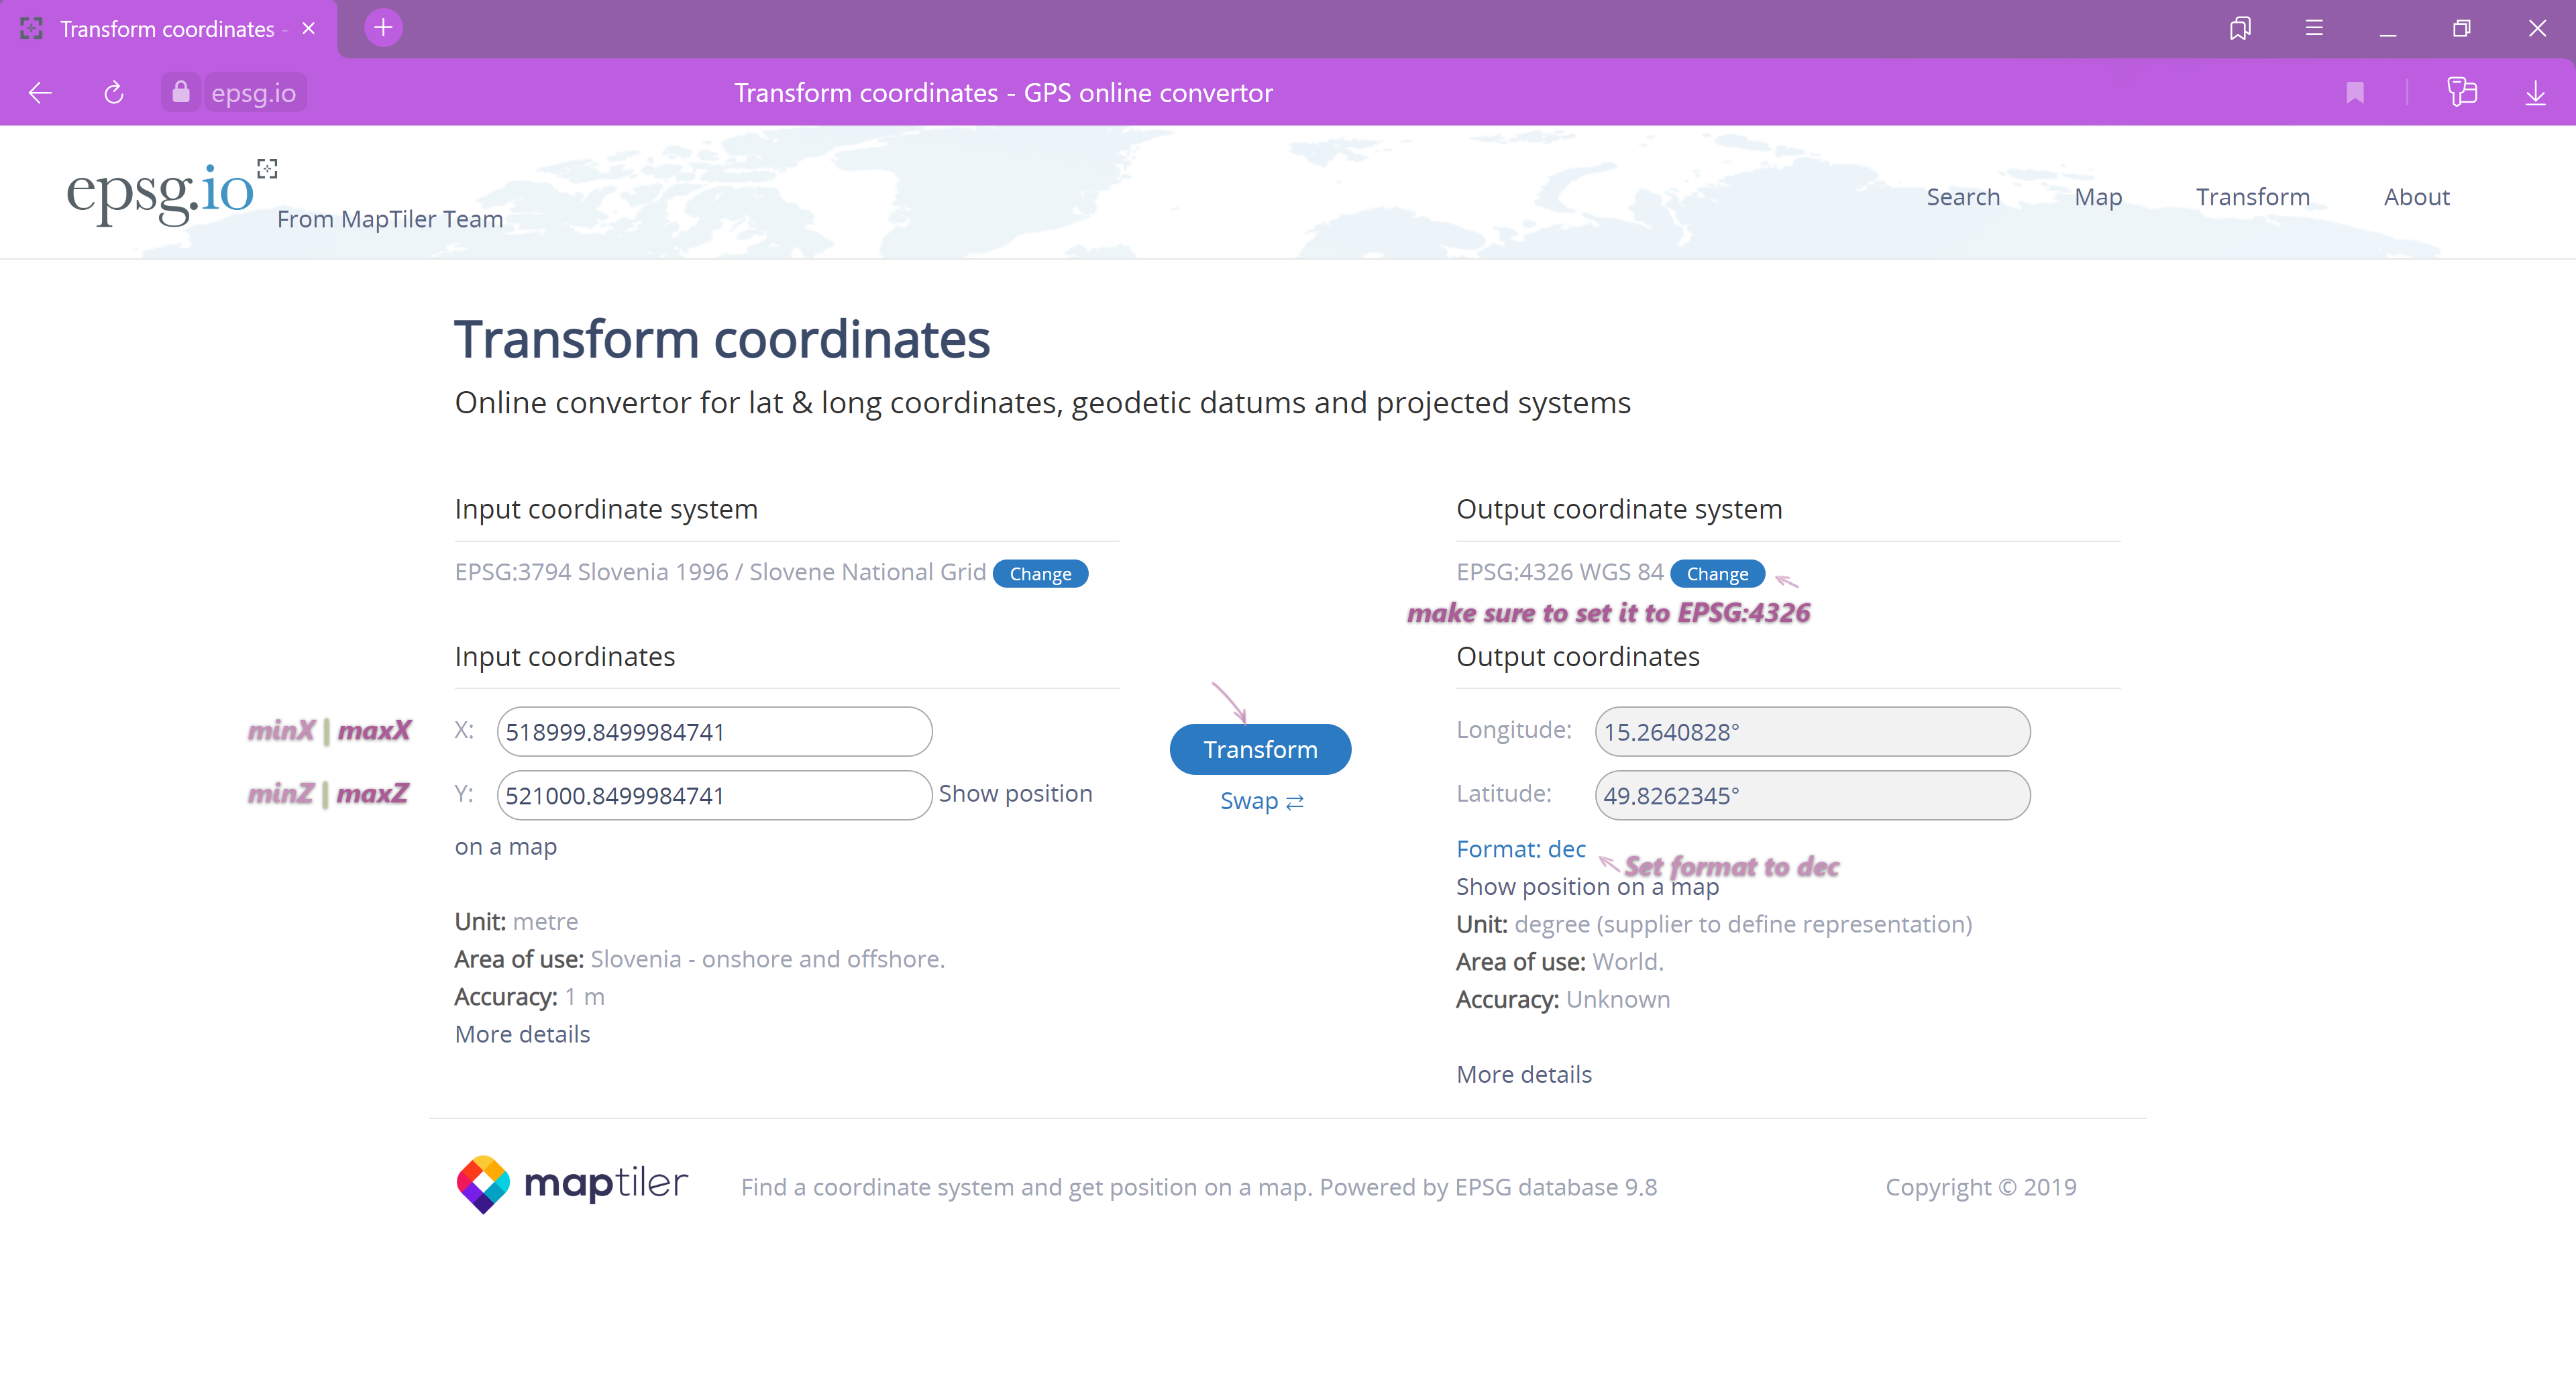 Transform coordinates -
epsg.io
Transform coordinates - GPS online convertor
epsg.io
From MapTiler Team
Search
Map
Transform
About
Transform coordinates
Online convertor for lat & long coordinates, geodetic datums and projected systems
Input coordinate system
EPSG:3794 Slovenia 1996 / Slovene National Grid Change
Input coordinates
minX | maxX
X: 518999.8499984741
minZ | maxZ
Y: 521000.8499984741 Show position
on a map
Unit: metre
Area of use: Slovenia - onshore and offshore.
Accuracy: 1 m
More details
Transform
Swap ⇄
Output coordinate system
EPSG:4326 WGS 84 Change
make sure to set it to EPSG:4326
Output coordinates
Longitude: 15.2640828°
Latitude: 49.8262345°
Format: dec
Set format to dec
Show position on a map
Unit: degree (supplier to define representation)
Area of use: World.
Accuracy: Unknown
More details
maptiler
Find a coordinate system and get position on a map. Powered by EPSG database 9.8
Copyright © 2019